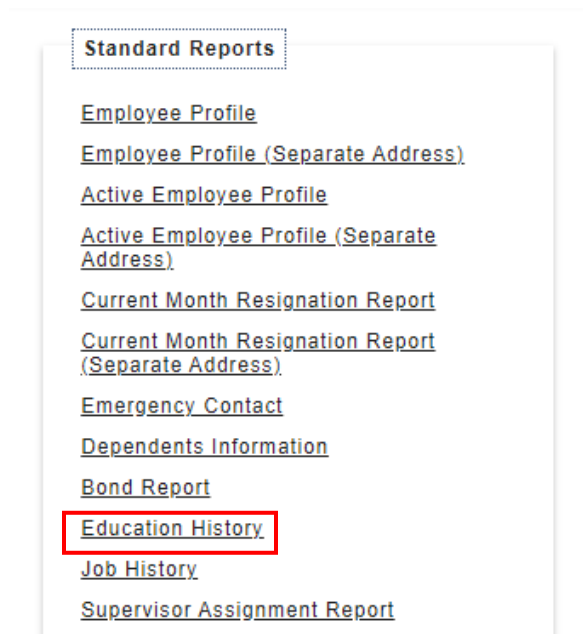 Standard Reports
Employee Profile
Employee Profile (Separate Address)
Active Employee Profile
Active Employee Profile (Separate
Address)
Current Month Resignation Report
Current Month Resignation Report
(Separate Address)
Emergency Contact
Dependents Information
Bond Report
Education History
Job History
Supervisor Assignment Report